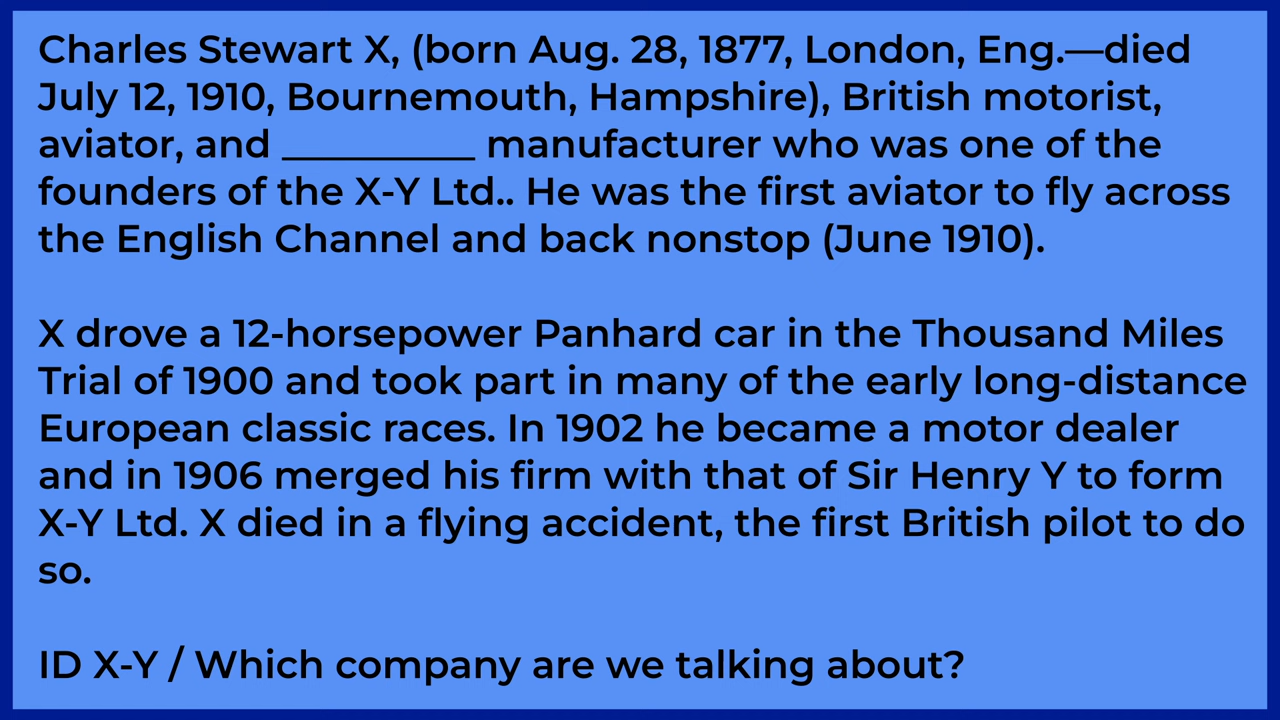 Charles Stewart X, (born Aug. 28, 1877, London, Eng.—died
July 12, 1910, Bournemouth, Hampshire), British motorist,
aviator, and __________ manufacturer who was one of the
founders of the X-Y Ltd.. He was the first aviator to fly across
the English Channel and back nonstop (June 1910).
X drove a 12-horsepower Panhard car in the Thousand Miles
Trial of 1900 and took part in many of the early long-distance
European classic races. In 1902 he became a motor dealer
and in 1906 merged his firm with that of Sir Henry Y to form
X-Y Ltd. X died in a flying accident, the first British pilot to do
so.
ID X-Y / Which company are we talking about?